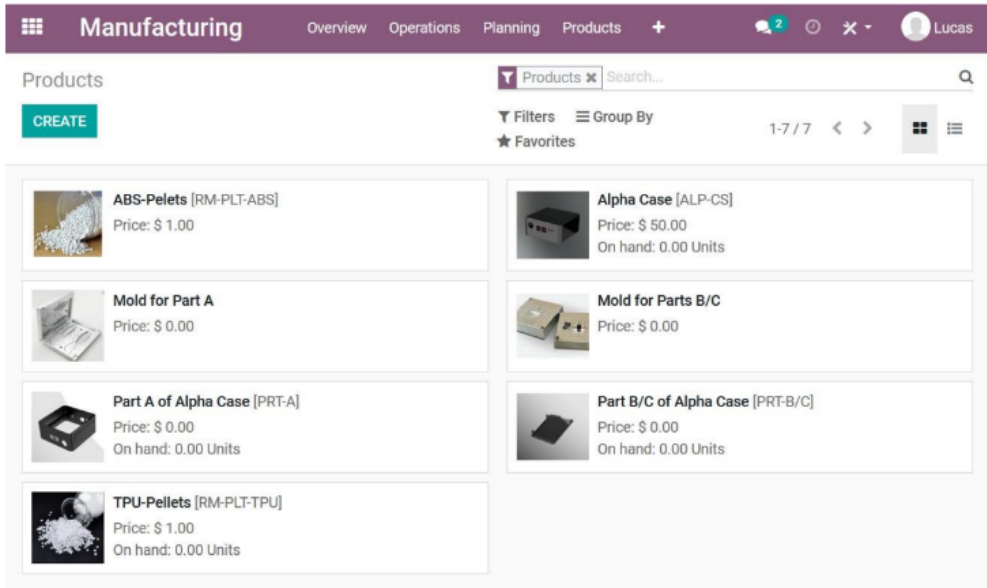 Manufacturing Overview Operations Planning Products + 2 Lucas
Products
Products × Search...
CREATE
Filters Group By
Favorites
1-7 / 7
ABS-Pelets [RM-PLT-ABS]
Price: $ 1.00
Alpha Case [ALP-CS]
Price: $ 50.00
On hand: 0.00 Units
Mold for Part A
Price: $ 0.00
Mold for Parts B/C
Price: $ 0.00
Part A of Alpha Case [PRT-A]
Price: $ 0.00
On hand: 0.00 Units
Part B/C of Alpha Case [PRT-B/C]
Price: $ 0.00
On hand: 0.00 Units
TPU-Pellets [RM-PLT-TPU]
Price: $ 1.00
On hand: 0.00 Units